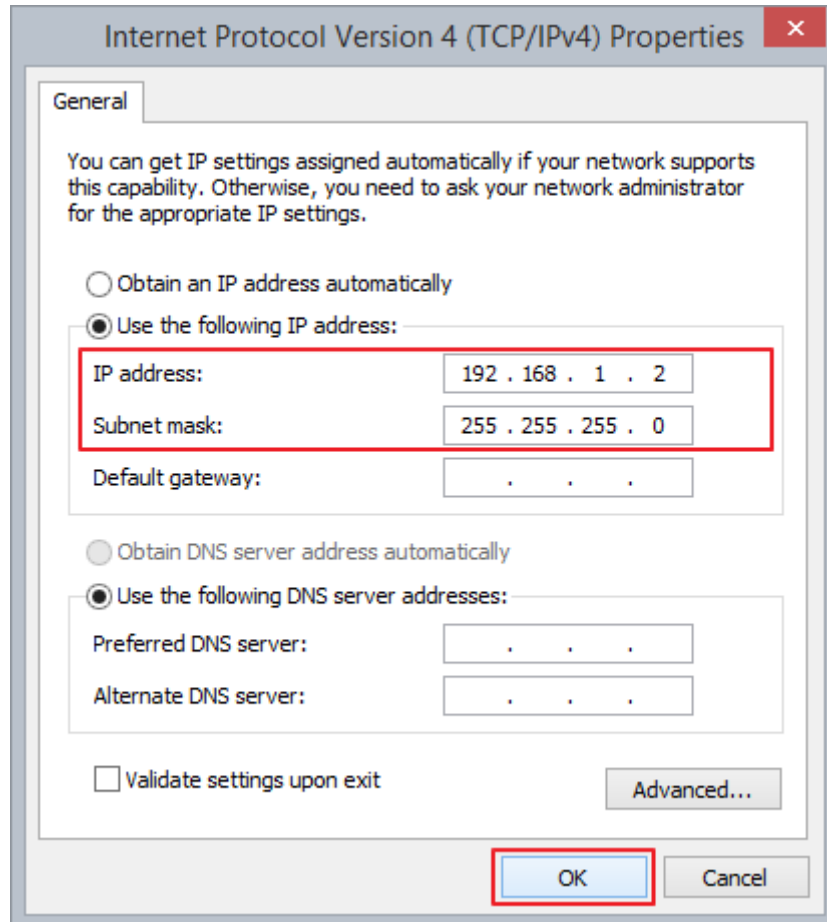 Internet Protocol Version 4 (TCP/IPv4) Properties
General
You can get IP settings assigned automatically if your network supports
this capability. Otherwise, you need to ask your network administrator
for the appropriate IP settings.
Obtain an IP address automatically
Use the following IP address:
IP address: 192 . 168 . 1 . 2
Subnet mask: 255 . 255 . 255 . 0
Default gateway: . . .
Obtain DNS server address automatically
Use the following DNS server addresses:
Preferred DNS server: . . .
Alternate DNS server: . . .
Validate settings upon exit
Advanced...
OK Cancel